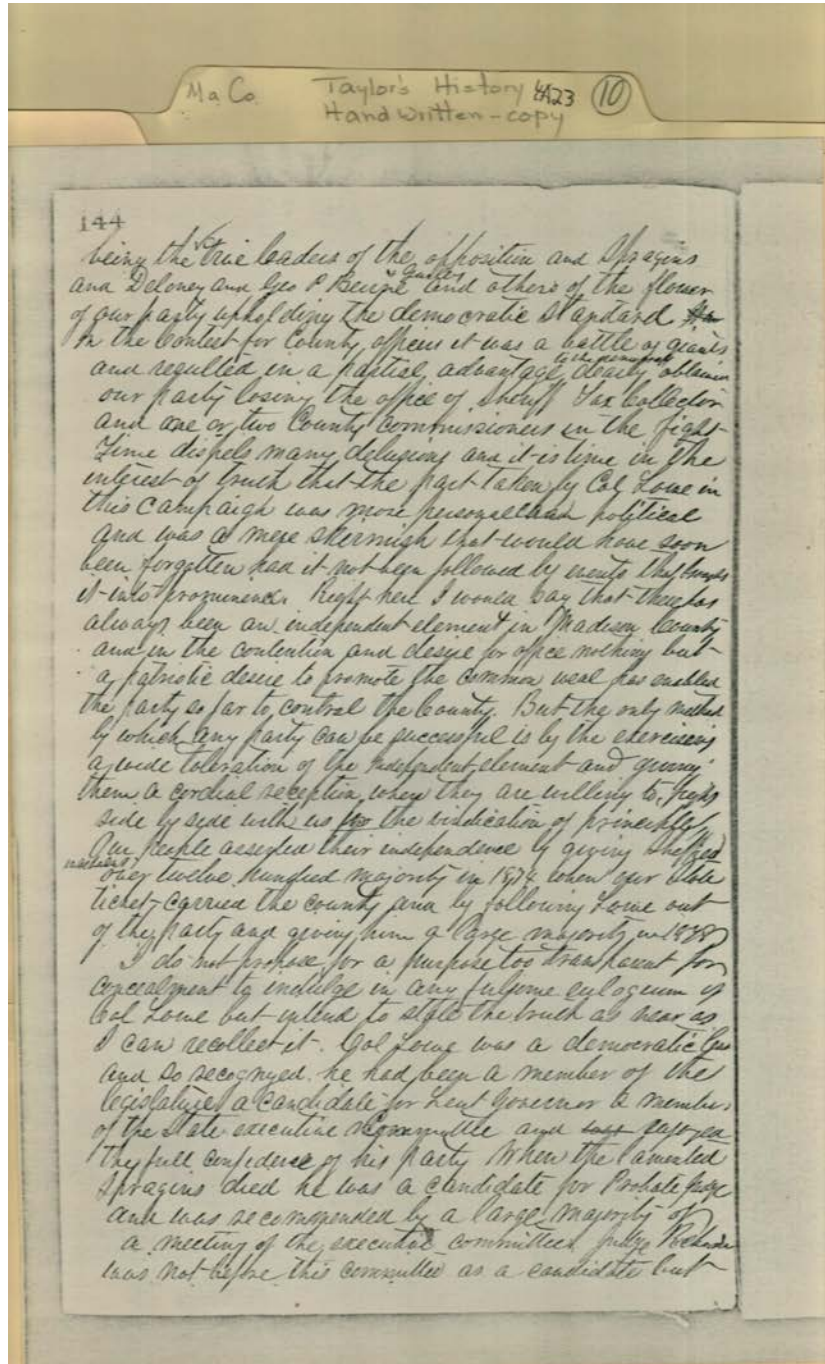 Ma Co. Taylor's History 4A23 10
Hand written - copy
144
being the true leaders of the opposition and Spragins
and Deloney and Geo P Beirne and others of the flower
of our party upholding the democratic standard
In the contest for County officers it was a battle of giants
and resulted in a partial advantage dearly obtained
our party losing the office of Sheriff Tax Collector
and one or two County Commissioners in the fight
Time dispels many delusions and it is time in the
interest of truth that the part taken by Col Lowe in
this campaign was more personal than political
and was a mere skirmish that would have soon
been forgotten had it not been followed by events that brought
it into prominence. Right here I would say that there has
always been an independent element in Madison County
and in the contention and desire for office nothing but
a patriotic desire to promote the common weal has enabled
the party so far to control the County. But the only method
by which any party can be successful is by the exercising
a wide toleration of the Independent element and giving
them a cordial reception when they are willing to fight
side by side with us for the vindication of principle
Our people asserted their independence by giving Sheffield
over twelve hundred majority in 1874 when our State
ticket carried the county and by following Lowe out
of the party and giving him a large majority in 1878
I do not propose for a purpose too transparent for
concealment to indulge in any fulsome eulogium of
Col Lowe but intend to state the truth as near as
I can recollect it. Col Lowe was a democratic
and so recognized. he had been a member of the
legislature, a candidate for Leut Governor a member
of the State executive Committee and enjoyed
the full confidence of his party When the lamented
Spragins died he was a candidate for Probate Judge
and was recommended by a large majority of
a meeting of the executive committee. Judge Richardson
was not before this committee as a candidate but